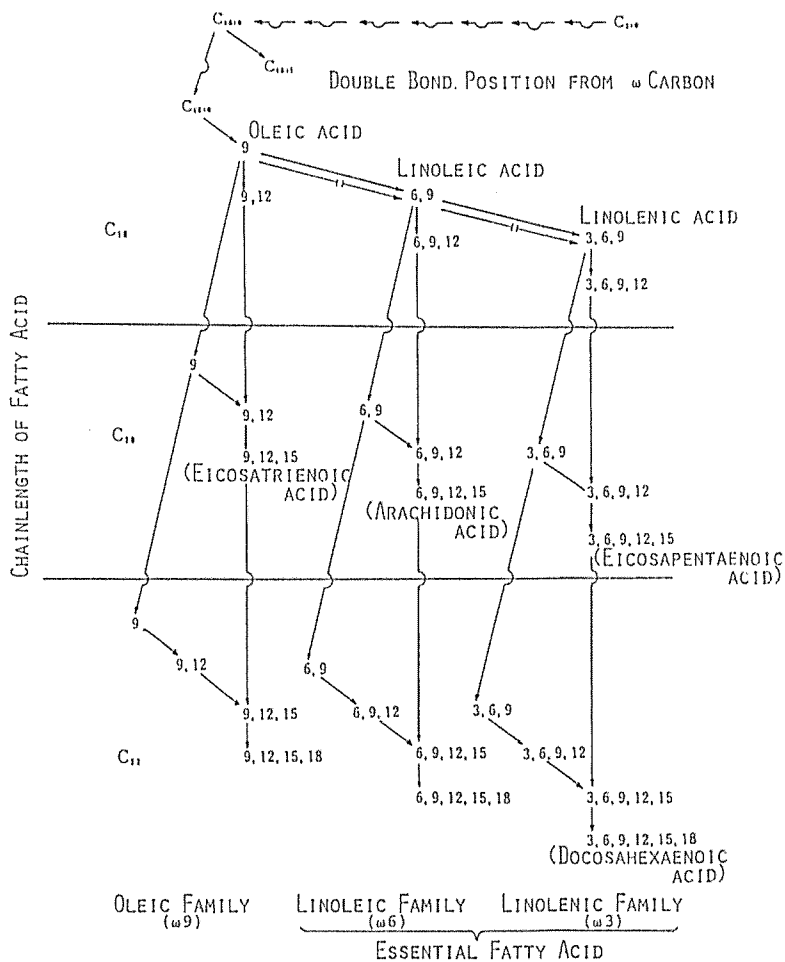 DOUBLE BOND. POSITION FROM ω CARBON
OLEIC ACID
9
LINOLEIC ACID
9, 12
6, 9
LINOLENIC ACID
6, 9, 12
3, 6, 9
3, 6, 9, 12
CHAINLENGTH OF FATTY ACID
9
9, 12
6, 9
9, 12, 15
(EICOSATRIENOIC
ACID)
6, 9, 12
3, 6, 9
6, 9, 12, 15
(ARACHIDONIC
ACID)
3, 6, 9, 12
3, 6, 9, 12, 15
(EICOSAPENTAENOIC
ACID)
9
9, 12
6, 9
9, 12, 15
6, 9, 12
3, 6, 9
9, 12, 15, 18
6, 9, 12, 15
3, 6, 9, 12
6, 9, 12, 15, 18
3, 6, 9, 12, 15
3, 6, 9, 12, 15, 18
(DOCOSAHEXAENOIC
ACID)
OLEIC FAMILY
(ω9)
LINOLEIC FAMILY
(ω6)
LINOLENIC FAMILY
(ω3)
ESSENTIAL FATTY ACID